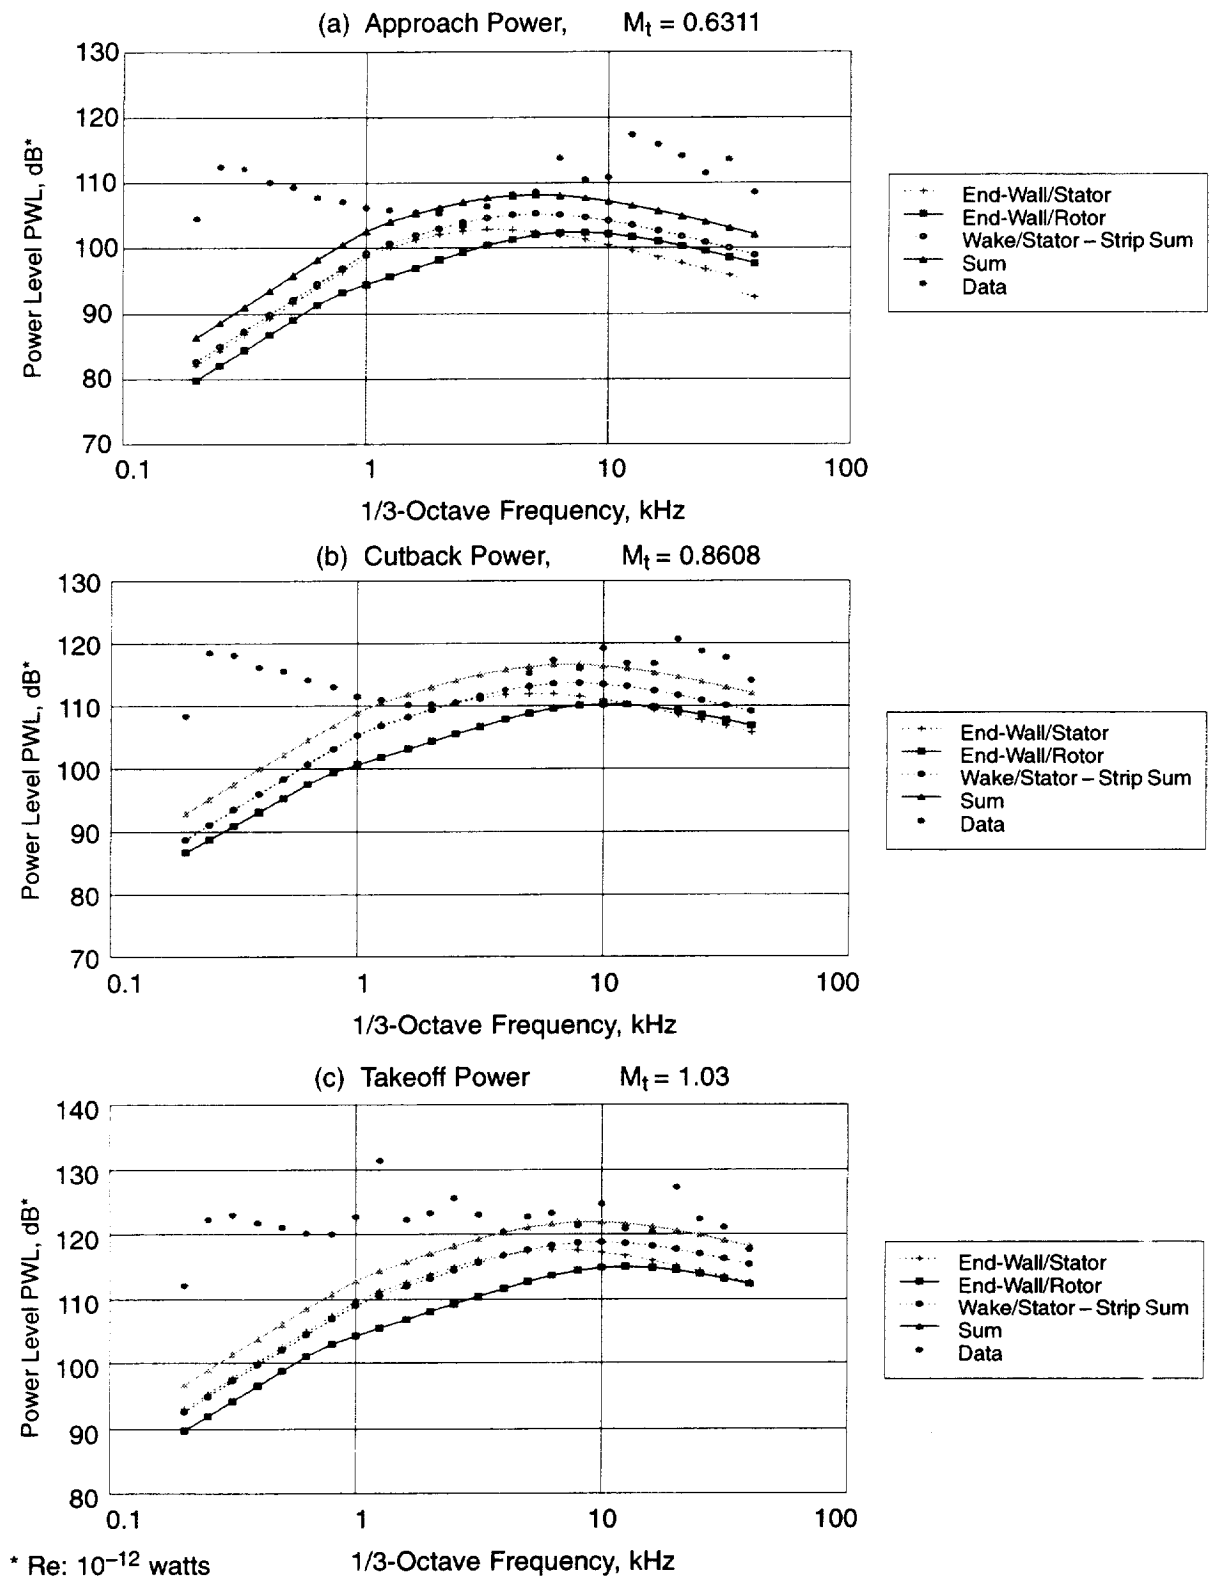 (a) Approach Power, Mt = 0.6311
130
120
110
100
90
80
70
Power Level PWL, dB*
0.1 1 10 100
1/3-Octave Frequency, kHz
End-Wall/Stator
End-Wall/Rotor
Wake/Stator – Strip Sum
Sum
Data
(b) Cutback Power, Mt = 0.8608
130
120
110
100
90
80
70
Power Level PWL, dB*
0.1 1 10 100
1/3-Octave Frequency, kHz
End-Wall/Stator
End-Wall/Rotor
Wake/Stator – Strip Sum
Sum
Data
(c) Takeoff Power Mt = 1.03
140
130
120
110
100
90
80
Power Level PWL, dB*
0.1 1 10 100
1/3-Octave Frequency, kHz
End-Wall/Stator
End-Wall/Rotor
Wake/Stator – Strip Sum
Sum
Data
* Re: 10⁻¹² watts